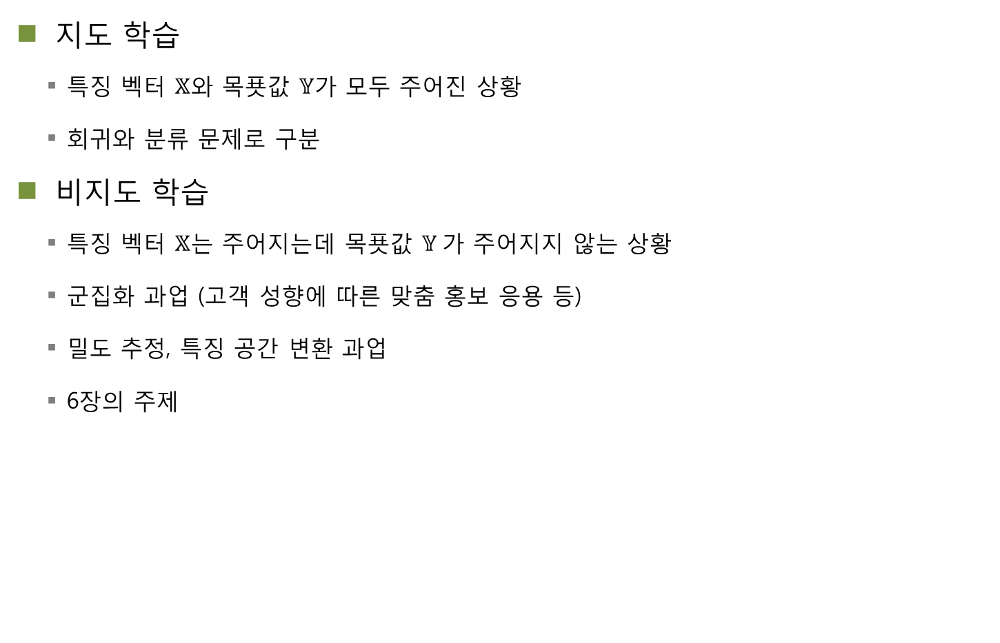 지도 학습
특징 벡터 𝕏와 목푯값 𝕐가 모두 주어진 상황
회귀와 분류 문제로 구분
비지도 학습
특징 벡터 𝕏는 주어지는데 목푯값 𝕐가 주어지지 않는 상황
군집화 과업 (고객 성향에 따른 맞춤 홍보 응용 등)
밀도 추정, 특징 공간 변환 과업
6장의 주제